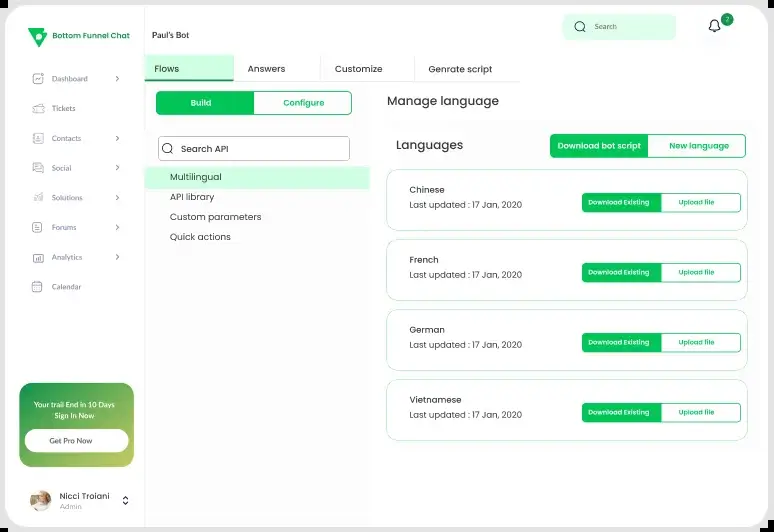 Bottom Funnel Chat
Dashboard
Tickets
Contacts
Social
Solutions
Forums
Analytics
Calendar
Your trail End in 10 Days
Sign In Now
Get Pro Now
Nicci Troiani
Admin
Paul's Bot
Search
7
Flows
Answers
Customize
Genrate script
Build
Configure
Search API
Multilingual
API library
Custom parameters
Quick actions
Manage language
Languages
Download bot script
New language
Chinese
Last updated : 17 Jan, 2020
Download Existing
Upload file
French
Last updated : 17 Jan, 2020
Download Existing
Upload file
German
Last updated : 17 Jan, 2020
Download Existing
Upload file
Vietnamese
Last updated : 17 Jan, 2020
Download Existing
Upload file